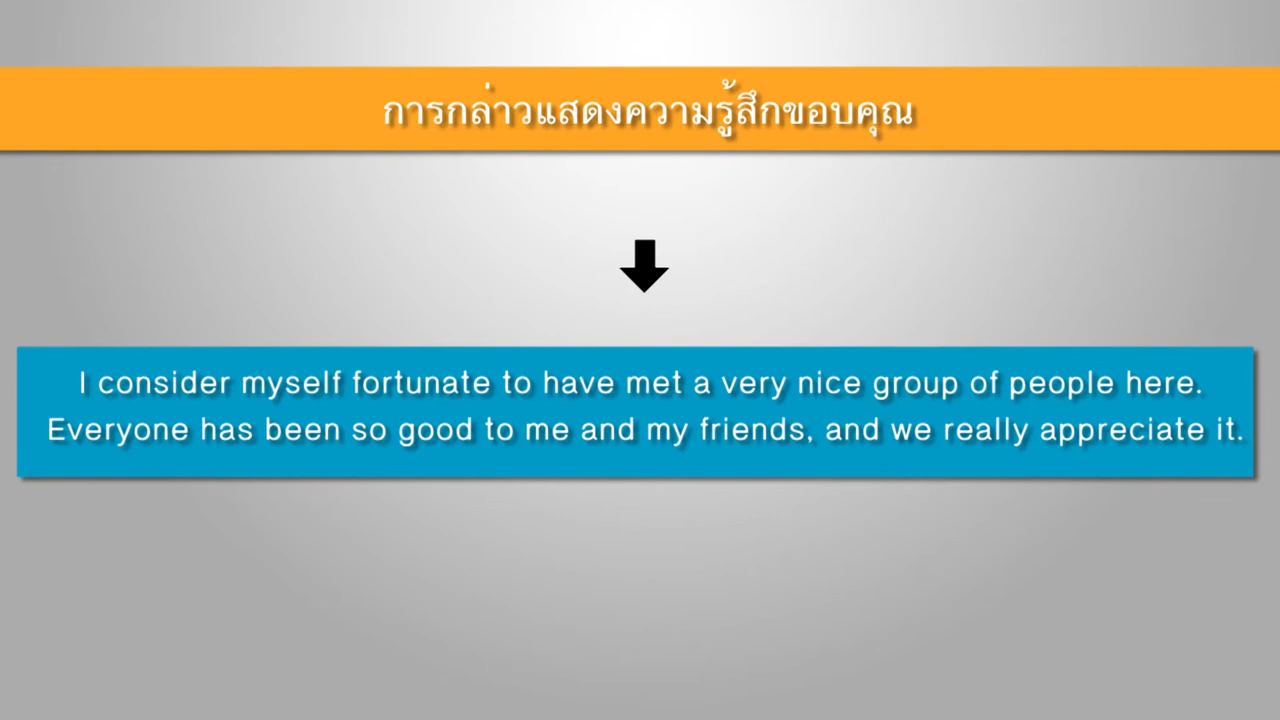 การกล่าวแสดงความรู้สึกขอบคุณ
I consider myself fortunate to have met a very nice group of people here.
Everyone has been so good to me and my friends, and we really appreciate it.